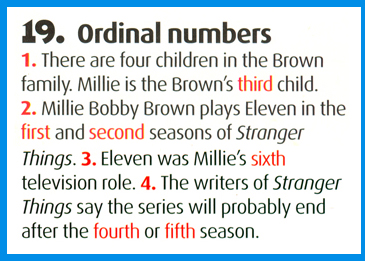 19. Ordinal numbers
1. There are four children in the Brown
family. Millie is the Brown's third child.
2. Millie Bobby Brown plays Eleven in the
first and second seasons of Stranger
Things. 3. Eleven was Millie's sixth
television role. 4. The writers of Stranger
Things say the series will probably end
after the fourth or fifth season.